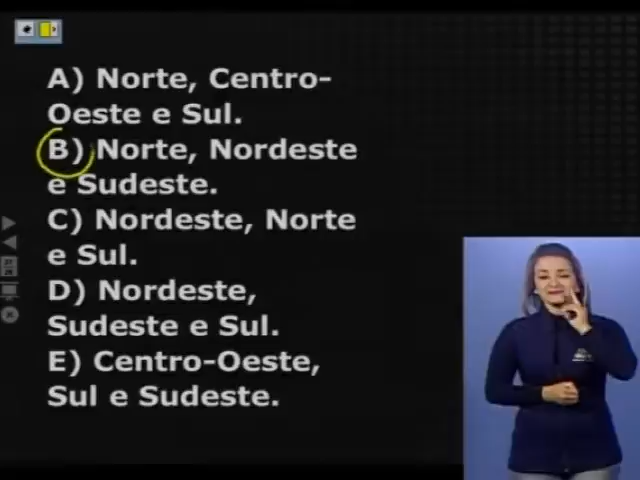 A) Norte, Centro-
Oeste e Sul.
B) Norte, Nordeste
e Sudeste.
C) Nordeste, Norte
e Sul.
D) Nordeste,
Sudeste e Sul.
E) Centro-Oeste,
Sul e Sudeste.